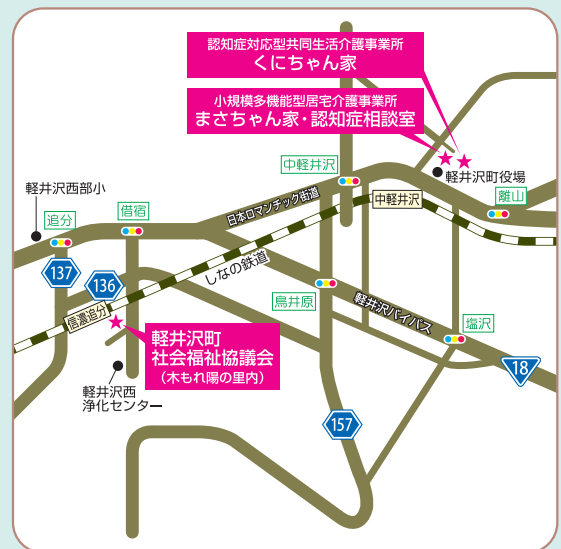 認知症対応型共同生活介護事業所
くにちゃん家
小規模多機能型居宅介護事業所
まさちゃん家・認知症相談室
中軽井沢
軽井沢町役場
軽井沢西部小
日本ロマンチック街道
中軽井沢
離山
追分
借宿
しなの鉄道
137
136
鳥井原
軽井沢バイパス
信濃追分
塩沢
軽井沢町
社会福祉協議会
(木もれ陽の里内)
18
軽井沢西
浄化センター
157